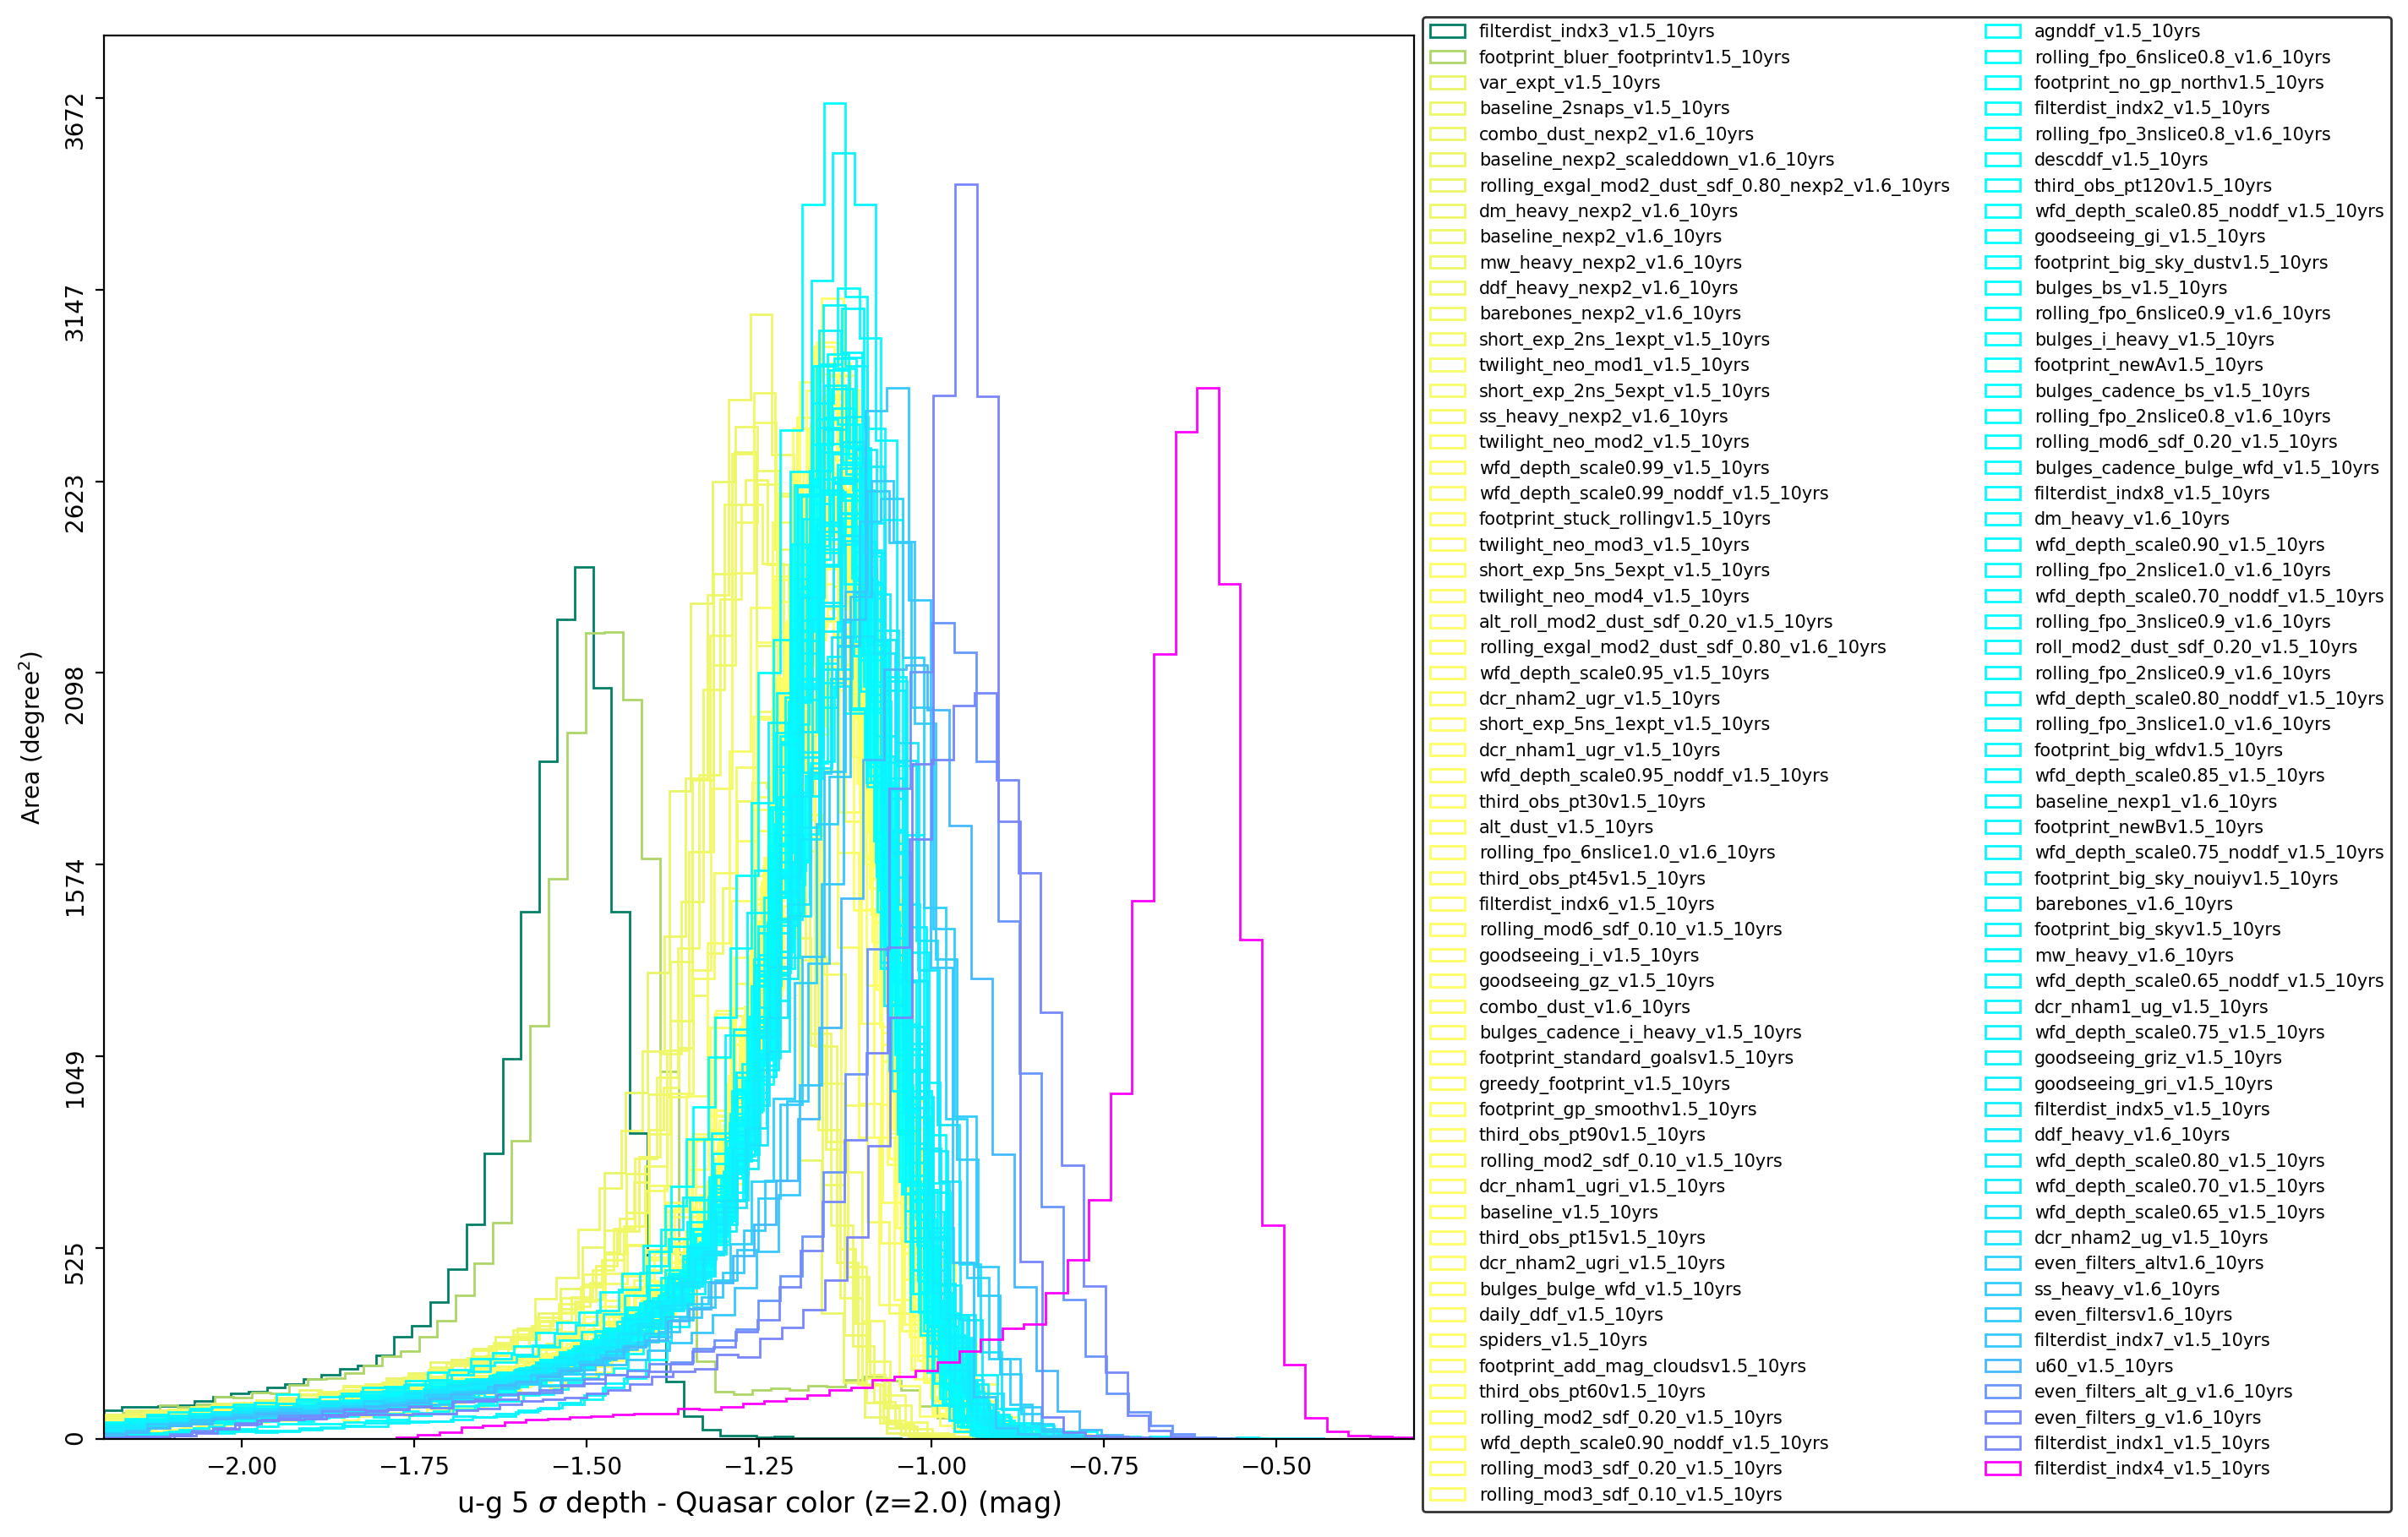 3672
3147
2623
2098
1574
1049
525
0
Area (degree²)
−2.00 −1.75 −1.50 −1.25 −1.00 −0.75 −0.50
u-g 5 σ depth - Quasar color (z=2.0) (mag)
filterdist_indx3_v1.5_10yrs
footprint_bluer_footprintv1.5_10yrs
var_expt_v1.5_10yrs
baseline_2snaps_v1.5_10yrs
combo_dust_nexp2_v1.6_10yrs
baseline_nexp2_scaleddown_v1.6_10yrs
rolling_exgal_mod2_dust_sdf_0.80_nexp2_v1.6_10yrs
dm_heavy_nexp2_v1.6_10yrs
baseline_nexp2_v1.6_10yrs
mw_heavy_nexp2_v1.6_10yrs
ddf_heavy_nexp2_v1.6_10yrs
barebones_nexp2_v1.6_10yrs
short_exp_2ns_1expt_v1.5_10yrs
twilight_neo_mod1_v1.5_10yrs
short_exp_2ns_5expt_v1.5_10yrs
ss_heavy_nexp2_v1.6_10yrs
twilight_neo_mod2_v1.5_10yrs
wfd_depth_scale0.99_v1.5_10yrs
wfd_depth_scale0.99_noddf_v1.5_10yrs
footprint_stuck_rollingv1.5_10yrs
twilight_neo_mod3_v1.5_10yrs
short_exp_5ns_5expt_v1.5_10yrs
twilight_neo_mod4_v1.5_10yrs
alt_roll_mod2_dust_sdf_0.20_v1.5_10yrs
rolling_exgal_mod2_dust_sdf_0.80_v1.6_10yrs
wfd_depth_scale0.95_v1.5_10yrs
dcr_nham2_ugr_v1.5_10yrs
short_exp_5ns_1expt_v1.5_10yrs
dcr_nham1_ugr_v1.5_10yrs
wfd_depth_scale0.95_noddf_v1.5_10yrs
third_obs_pt30v1.5_10yrs
alt_dust_v1.5_10yrs
rolling_fpo_6nslice1.0_v1.6_10yrs
third_obs_pt45v1.5_10yrs
filterdist_indx6_v1.5_10yrs
rolling_mod6_sdf_0.10_v1.5_10yrs
goodseeing_i_v1.5_10yrs
goodseeing_gz_v1.5_10yrs
combo_dust_v1.6_10yrs
bulges_cadence_i_heavy_v1.5_10yrs
footprint_standard_goalsv1.5_10yrs
greedy_footprint_v1.5_10yrs
footprint_gp_smoothv1.5_10yrs
third_obs_pt90v1.5_10yrs
rolling_mod2_sdf_0.10_v1.5_10yrs
dcr_nham1_ugri_v1.5_10yrs
baseline_v1.5_10yrs
third_obs_pt15v1.5_10yrs
dcr_nham2_ugri_v1.5_10yrs
bulges_bulge_wfd_v1.5_10yrs
daily_ddf_v1.5_10yrs
spiders_v1.5_10yrs
footprint_add_mag_cloudsv1.5_10yrs
third_obs_pt60v1.5_10yrs
rolling_mod2_sdf_0.20_v1.5_10yrs
wfd_depth_scale0.90_noddf_v1.5_10yrs
rolling_mod3_sdf_0.20_v1.5_10yrs
rolling_mod3_sdf_0.10_v1.5_10yrs
agnddf_v1.5_10yrs
rolling_fpo_6nslice0.8_v1.6_10yrs
footprint_no_gp_northv1.5_10yrs
filterdist_indx2_v1.5_10yrs
rolling_fpo_3nslice0.8_v1.6_10yrs
descddf_v1.5_10yrs
third_obs_pt120v1.5_10yrs
wfd_depth_scale0.85_noddf_v1.5_10yrs
goodseeing_gi_v1.5_10yrs
footprint_big_sky_dustv1.5_10yrs
bulges_bs_v1.5_10yrs
rolling_fpo_6nslice0.9_v1.6_10yrs
bulges_i_heavy_v1.5_10yrs
footprint_newAv1.5_10yrs
bulges_cadence_bs_v1.5_10yrs
rolling_fpo_2nslice0.8_v1.6_10yrs
rolling_mod6_sdf_0.20_v1.5_10yrs
bulges_cadence_bulge_wfd_v1.5_10yrs
filterdist_indx8_v1.5_10yrs
dm_heavy_v1.6_10yrs
wfd_depth_scale0.90_v1.5_10yrs
rolling_fpo_2nslice1.0_v1.6_10yrs
wfd_depth_scale0.70_noddf_v1.5_10yrs
rolling_fpo_3nslice0.9_v1.6_10yrs
roll_mod2_dust_sdf_0.20_v1.5_10yrs
rolling_fpo_2nslice0.9_v1.6_10yrs
wfd_depth_scale0.80_noddf_v1.5_10yrs
rolling_fpo_3nslice1.0_v1.6_10yrs
footprint_big_wfdv1.5_10yrs
wfd_depth_scale0.85_v1.5_10yrs
baseline_nexp1_v1.6_10yrs
footprint_newBv1.5_10yrs
wfd_depth_scale0.75_noddf_v1.5_10yrs
footprint_big_sky_nouiyv1.5_10yrs
barebones_v1.6_10yrs
footprint_big_skyv1.5_10yrs
mw_heavy_v1.6_10yrs
wfd_depth_scale0.65_noddf_v1.5_10yrs
dcr_nham1_ug_v1.5_10yrs
wfd_depth_scale0.75_v1.5_10yrs
goodseeing_griz_v1.5_10yrs
goodseeing_gri_v1.5_10yrs
filterdist_indx5_v1.5_10yrs
ddf_heavy_v1.6_10yrs
wfd_depth_scale0.80_v1.5_10yrs
wfd_depth_scale0.70_v1.5_10yrs
wfd_depth_scale0.65_v1.5_10yrs
dcr_nham2_ug_v1.5_10yrs
even_filters_altv1.6_10yrs
ss_heavy_v1.6_10yrs
even_filtersv1.6_10yrs
filterdist_indx7_v1.5_10yrs
u60_v1.5_10yrs
even_filters_alt_g_v1.6_10yrs
even_filters_g_v1.6_10yrs
filterdist_indx1_v1.5_10yrs
filterdist_indx4_v1.5_10yrs